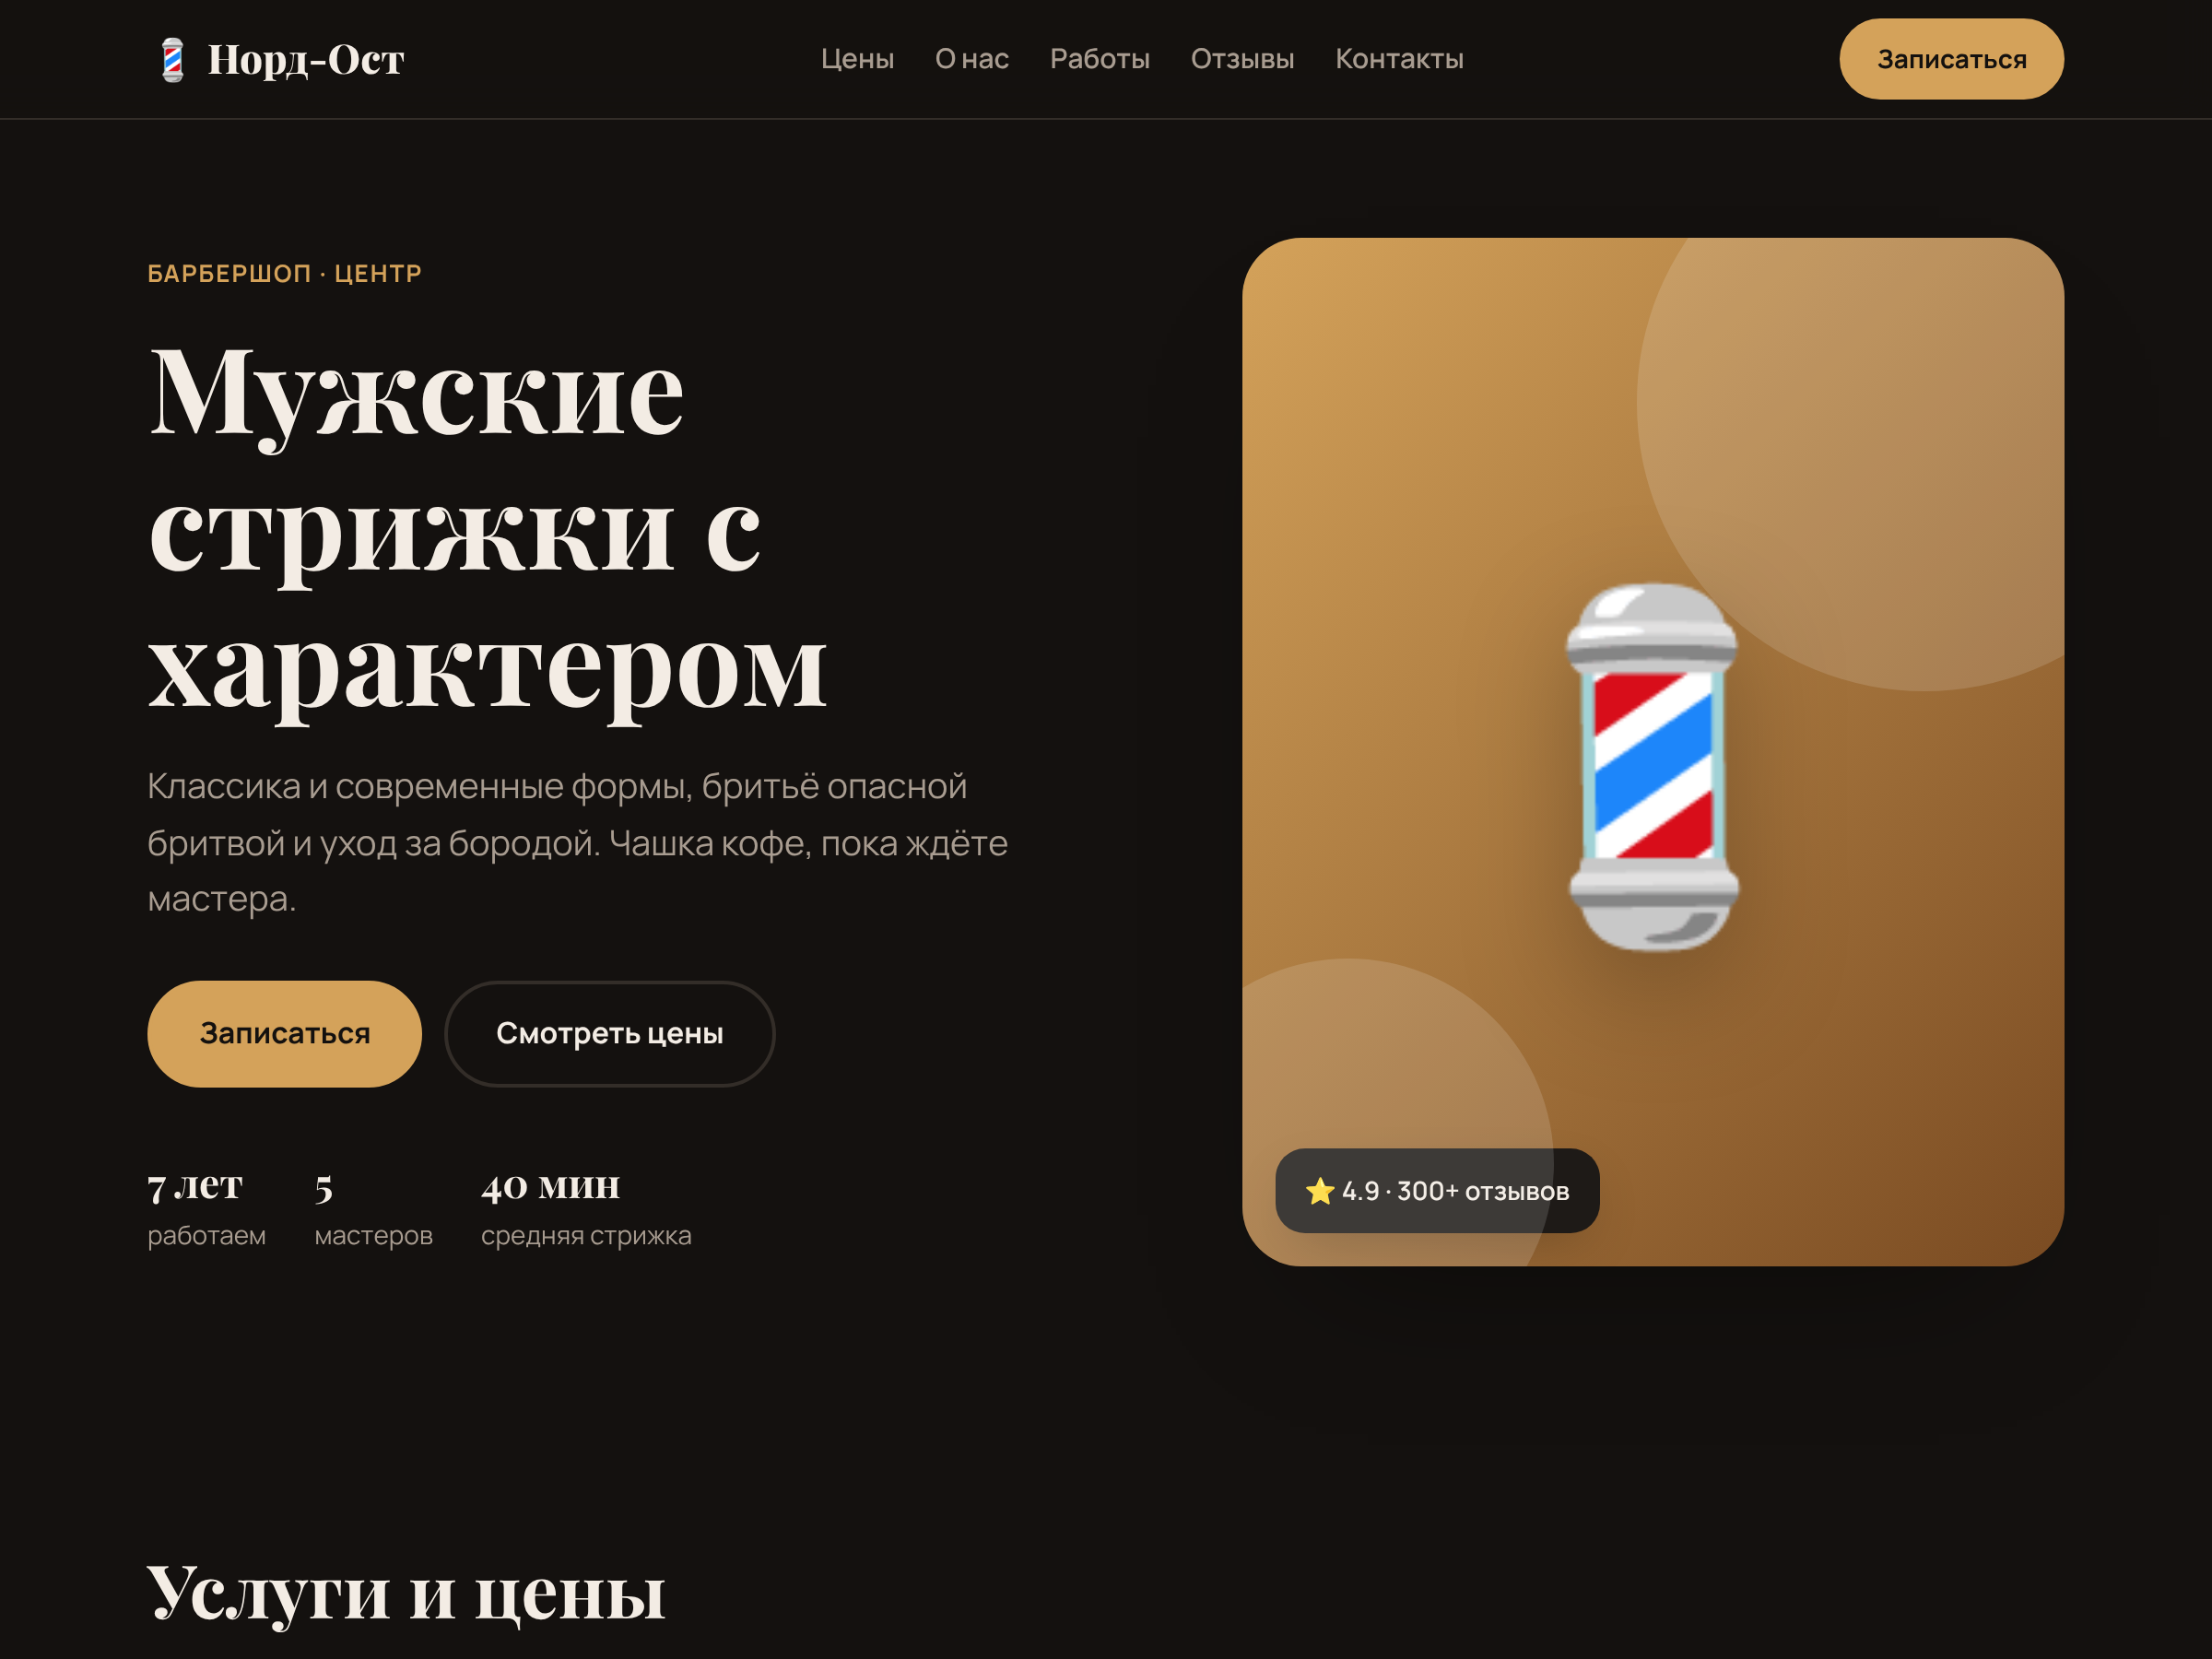 Норд-Ост
Цены О нас Работы Отзывы Контакты
Записаться
БАРБЕРШОП · ЦЕНТР
Мужские
стрижки с
характером
Классика и современные формы, бритьё опасной
бритвой и уход за бородой. Чашка кофе, пока ждёте
мастера.
Записаться
Смотреть цены
7 лет
работаем
5
мастеров
40 мин
средняя стрижка
4.9 · 300+ отзывов
Услуги и цены